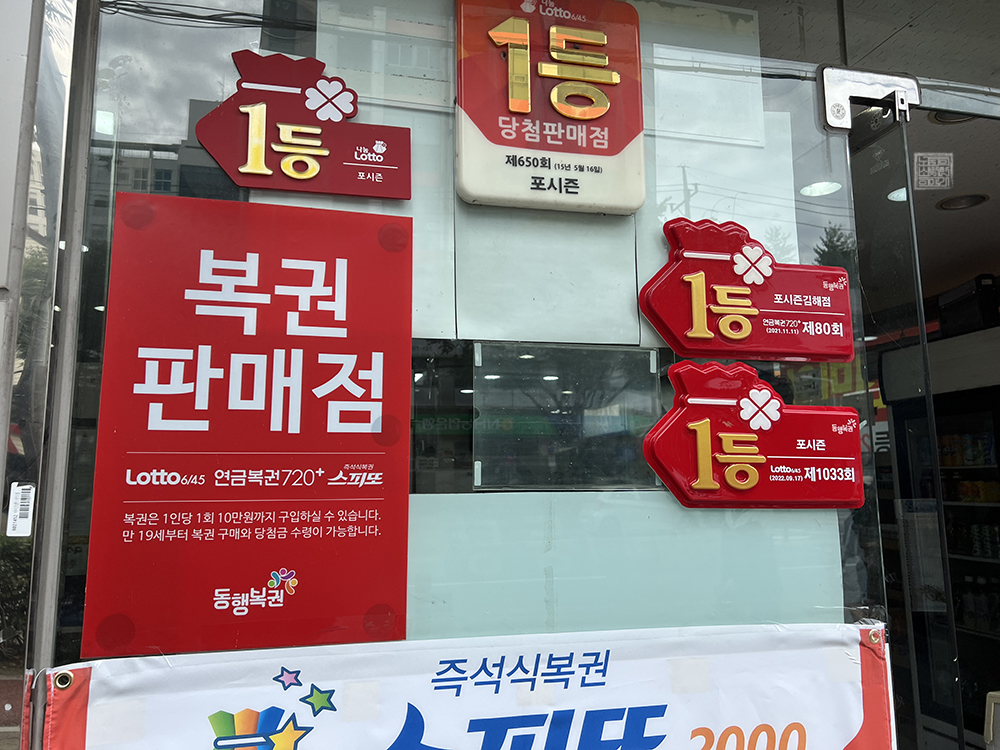 나눔
Lotto6/45
1등
당첨판매점
제650회 (15년 5월 16일)
포시즌
1등
나눔
Lotto
포시즌
복권
판매점
Lotto6/45 연금복권720+ 즉석식복권 스피또
복권은 1인당 1회 10만원까지 구입하실 수 있습니다.
만 19세부터 복권 구매와 당첨금 수령이 가능합니다.
동행복권
1등
동행복권
포시즌김해점
연금복권720+
(2021.11.11) 제80회
1등
동행복권
포시즌
Lotto6/45
(2022.09.17) 제1033회
즉석식복권
스피또 2000